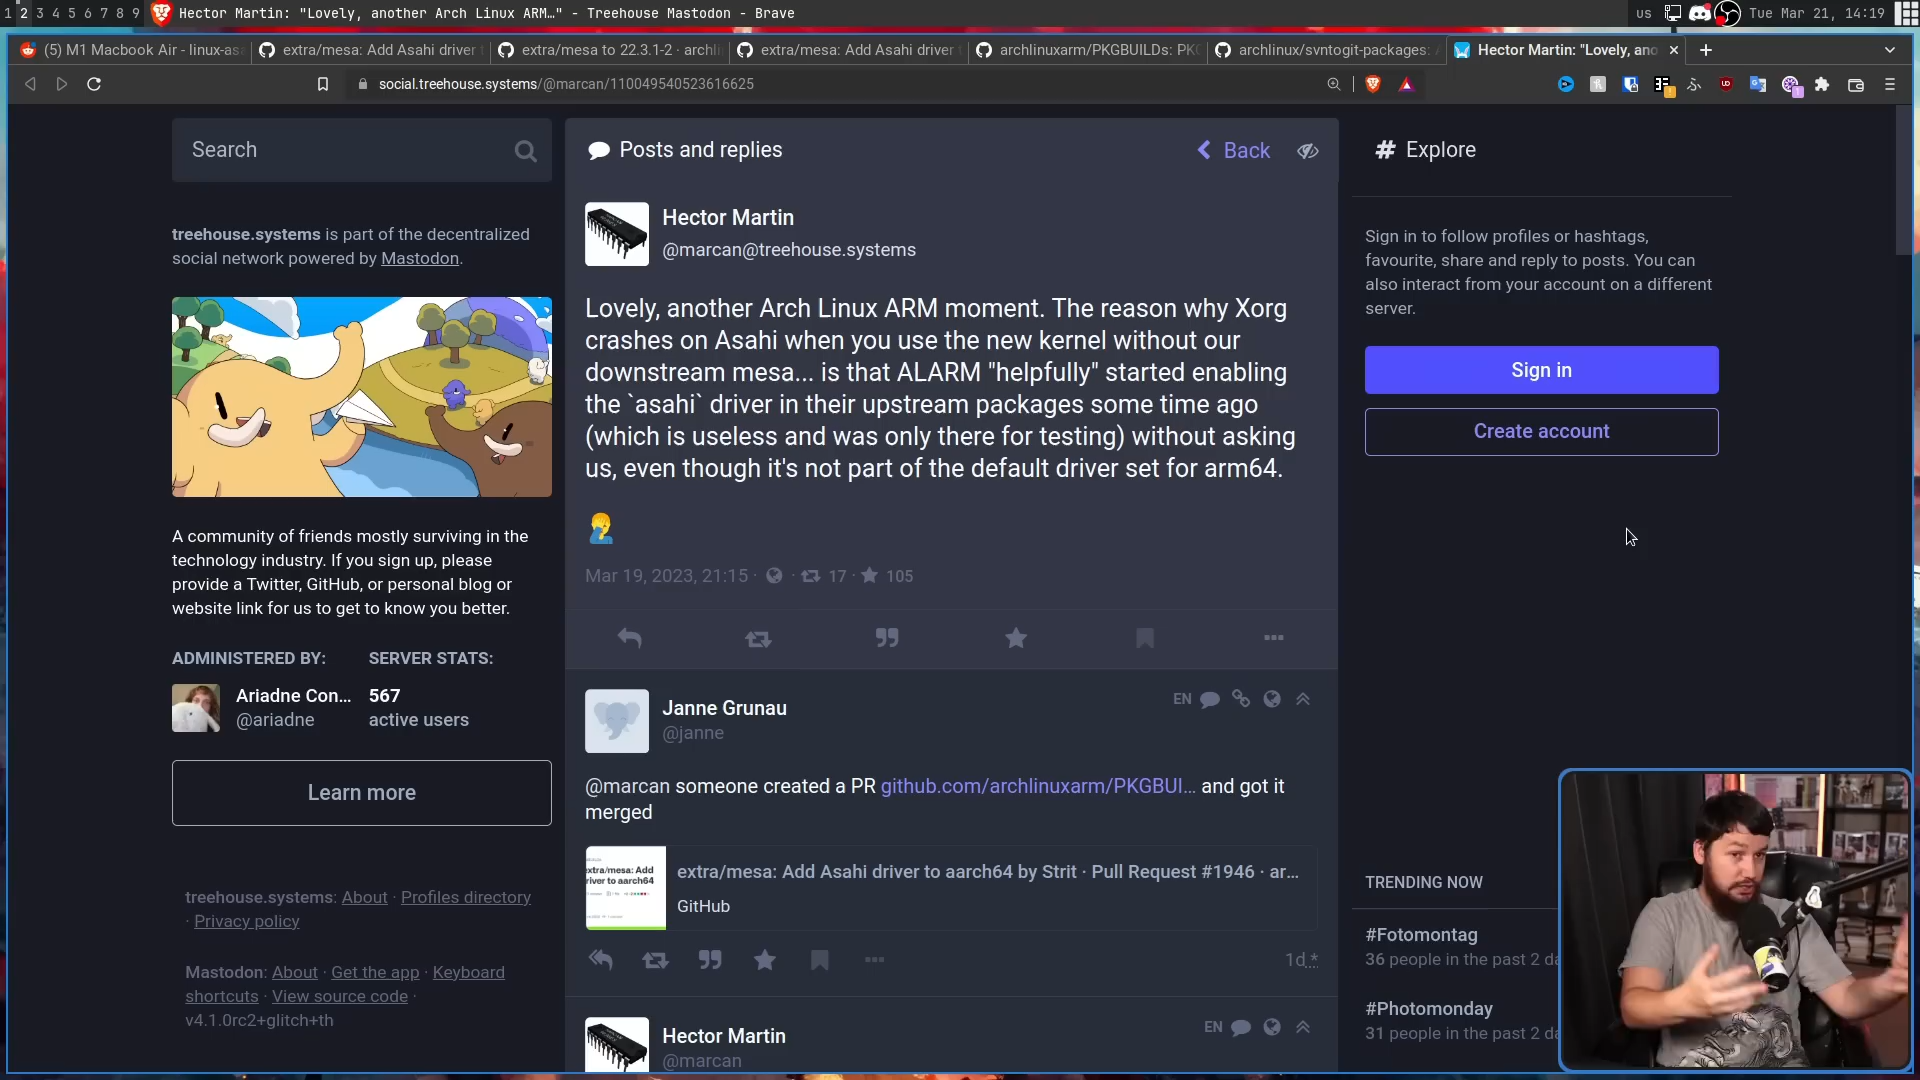 1 2 3 4 5 6 7 8 9
Hector Martin: "Lovely, another Arch Linux ARM…" - Treehouse Mastodon - Brave
us
Tue Mar 21, 14:19
(5) M1 Macbook Air - linux-asa
extra/mesa: Add Asahi driver t
extra/mesa to 22.3.1-2 · archli
extra/mesa: Add Asahi driver t
archlinuxarm/PKGBUILDs: PKG
archlinux/svntogit-packages: A
Hector Martin: "Lovely, ano
social.treehouse.systems/@marcan/110049540523616625
Search
treehouse.systems is part of the decentralized
social network powered by Mastodon.
A community of friends mostly surviving in the
technology industry. If you sign up, please
provide a Twitter, GitHub, or personal blog or
website link for us to get to know you better.
ADMINISTERED BY:
Ariadne Con...
@ariadne
SERVER STATS:
567
active users
Learn more
treehouse.systems: About · Profiles directory
· Privacy policy
Mastodon: About · Get the app · Keyboard
shortcuts · View source code ·
v4.1.0rc2+glitch+th
Posts and replies
Back
Hector Martin
@marcan@treehouse.systems
Lovely, another Arch Linux ARM moment. The reason why Xorg
crashes on Asahi when you use the new kernel without our
downstream mesa... is that ALARM "helpfully" started enabling
the `asahi` driver in their upstream packages some time ago
(which is useless and was only there for testing) without asking
us, even though it's not part of the default driver set for arm64.
🤦‍♂️
Mar 19, 2023, 21:15 · · 17 · 105
Janne Grunau
@janne
EN
@marcan someone created a PR github.com/archlinuxarm/PKGBUI... and got it
merged
extra/mesa: Add
river to aarch64
extra/mesa: Add Asahi driver to aarch64 by Strit · Pull Request #1946 · ar...
GitHub
1d *
Hector Martin
@marcan
EN
# Explore
Sign in to follow profiles or hashtags,
favourite, share and reply to posts. You can
also interact from your account on a different
server.
Sign in
Create account
TRENDING NOW
#Fotomontag
36 people in the past 2 da
#Photomonday
31 people in the past 2 da